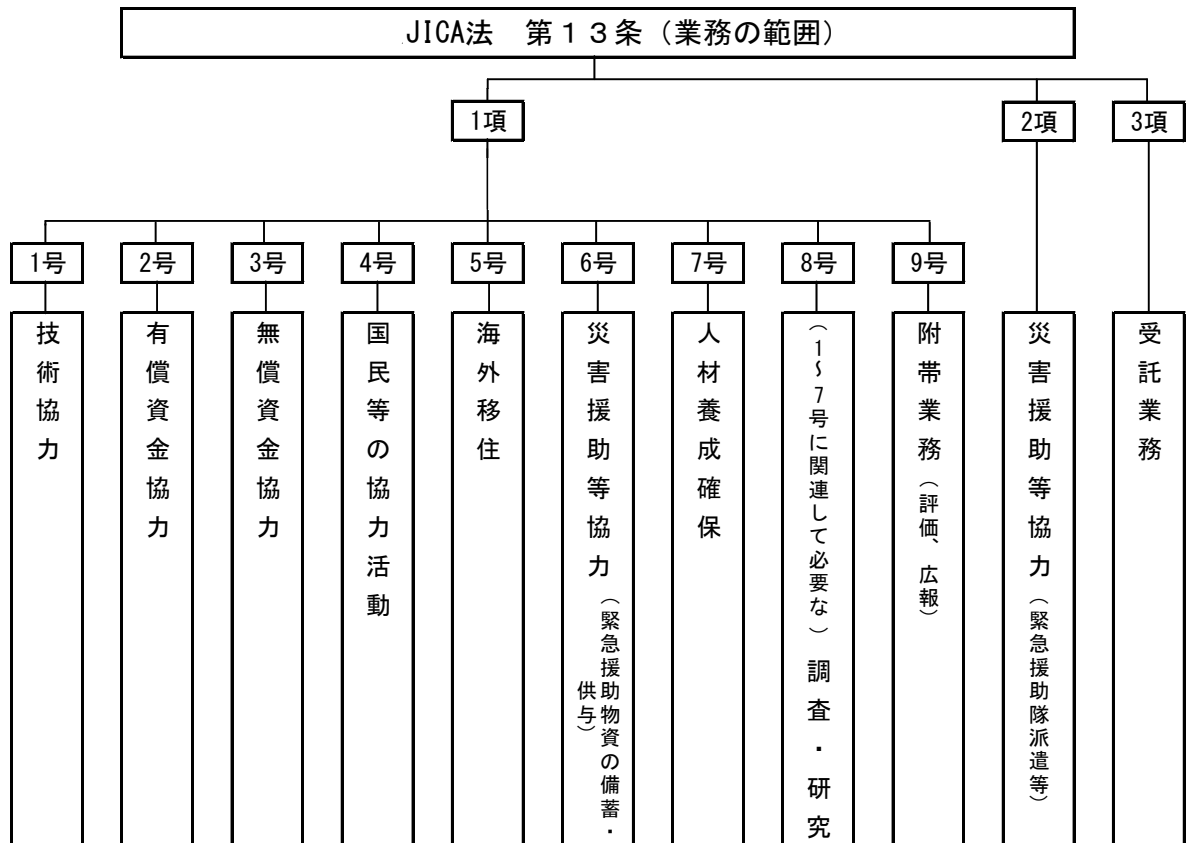 JICA法　第１３条（業務の範囲）
1項
2項
3項
1号
2号
3号
4号
5号
6号
7号
8号
9号
技術協力
有償資金協力
無償資金協力
国民等の協力活動
海外移住
災害援助等協力（緊急援助物資の備蓄・
供与）
人材養成確保
（1～7号に関連して必要な）調査・研究
附帯業務（評価、広報）
災害援助等協力（緊急援助隊派遣等）
受託業務